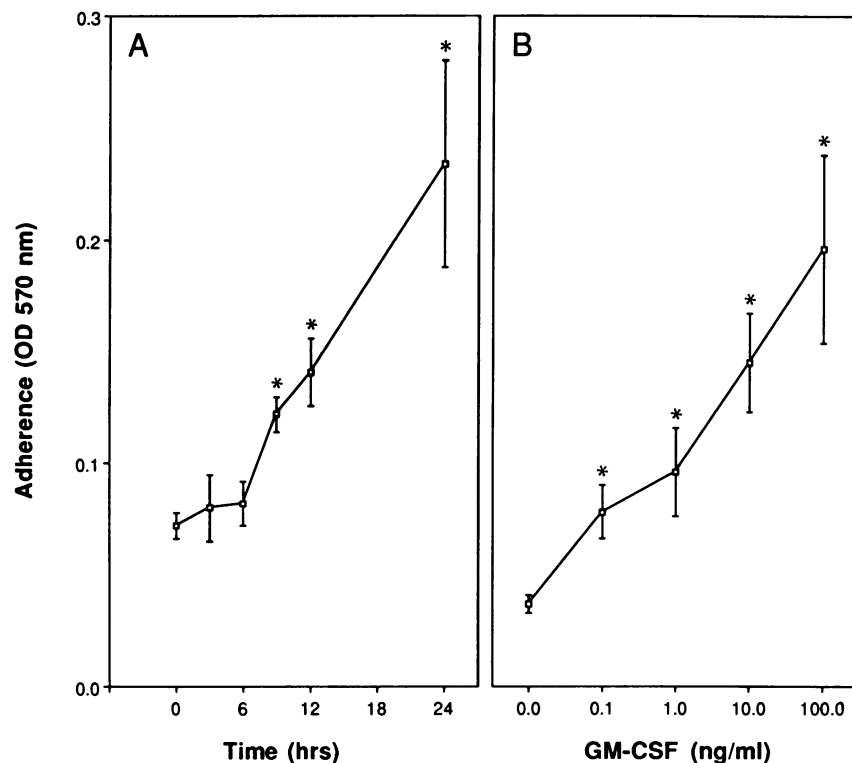 A
B
0.3
0.2
0.1
0.0
Adherence (OD 570 nm)
* * *
* * * *
0 6 12 18 24
0.0 0.1 1.0 10.0 100.0
Time (hrs)
GM-CSF (ng/ml)